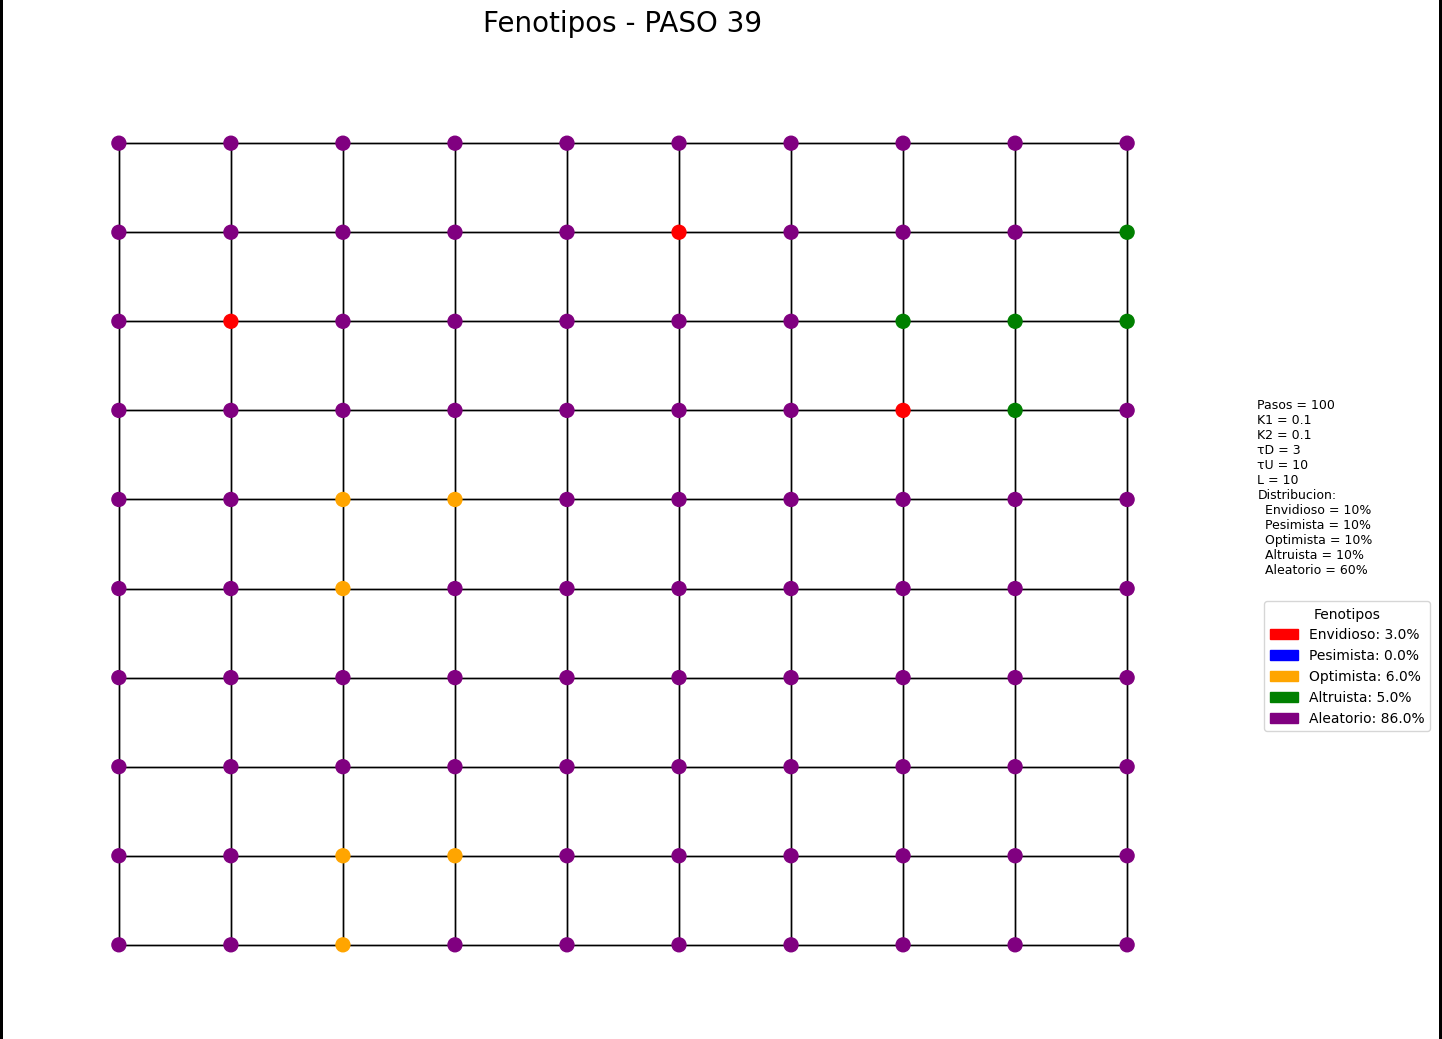 Fenotipos - PASO 39
Pasos = 100
K1 = 0.1
K2 = 0.1
τD = 3
τU = 10
L = 10
Distribucion:
Envidioso = 10%
Pesimista = 10%
Optimista = 10%
Altruista = 10%
Aleatorio = 60%
Fenotipos
Envidioso: 3.0%
Pesimista: 0.0%
Optimista: 6.0%
Altruista: 5.0%
Aleatorio: 86.0%